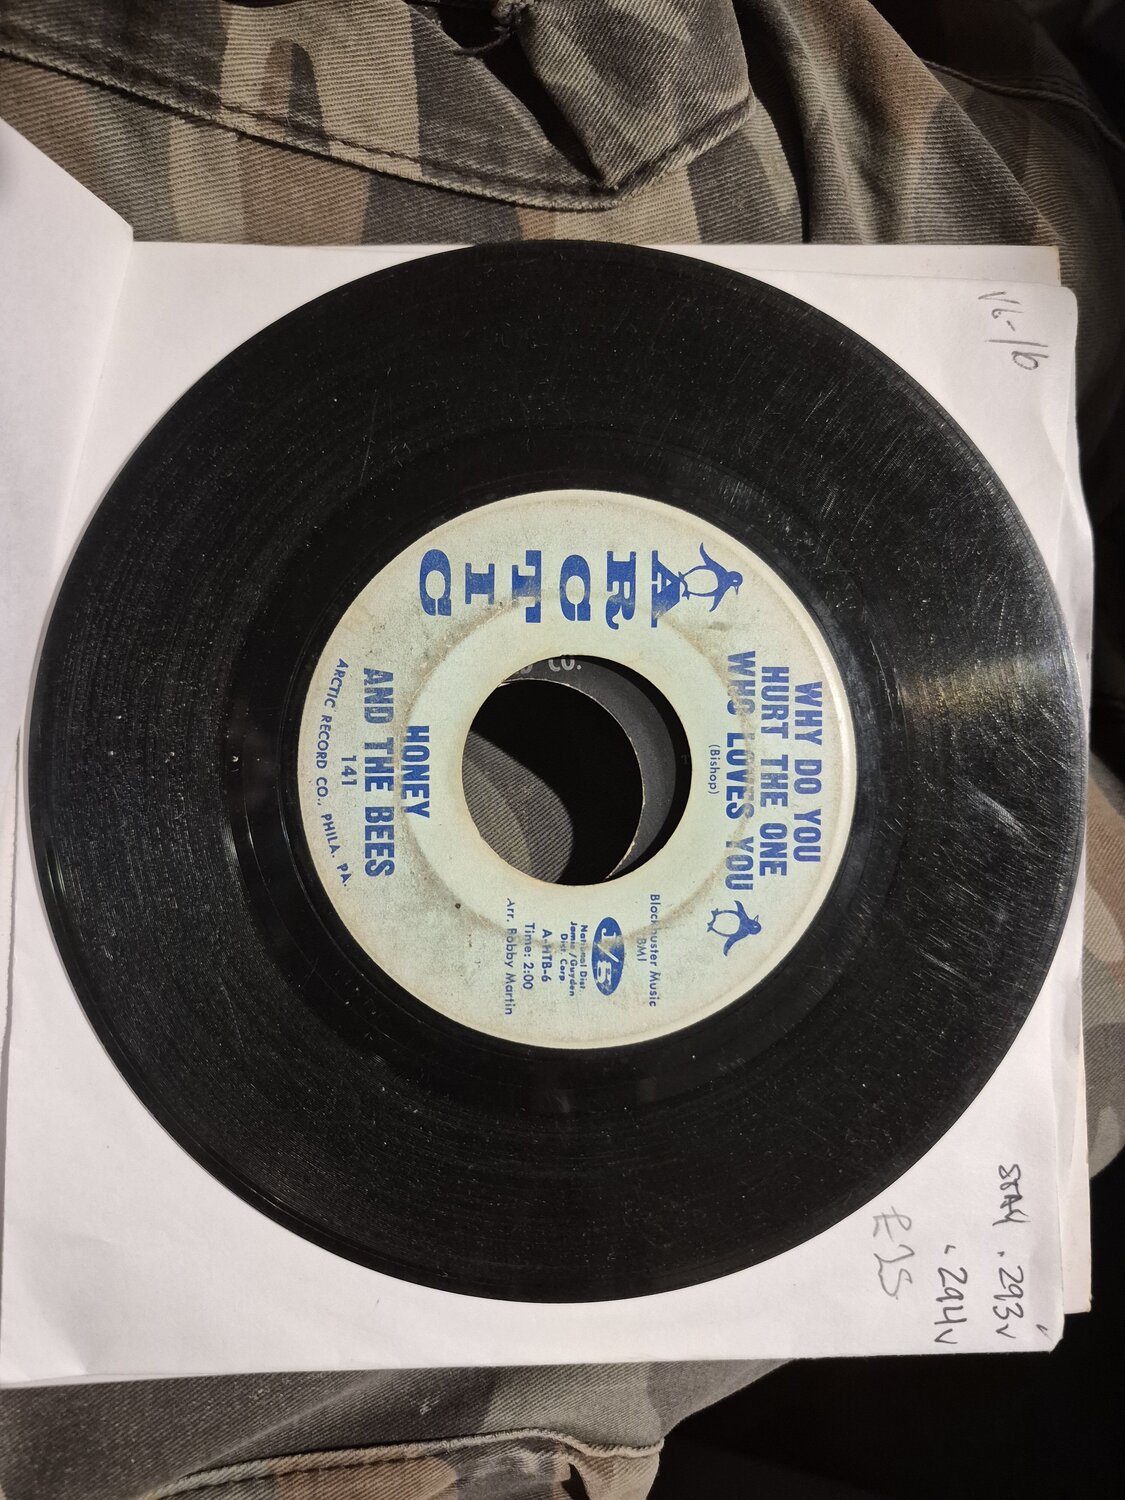 ARCTIC
WHY DO YOU
HURT THE ONE
WHO LOVES YOU
(Bishop)
Blockbuster Music
BMI
J/G
National Dist.
Jamie/Guyden
Dist. Corp
A-HTB-6
Time: 2:00
Arr. Bobby Martin
HONEY
AND THE BEES
141
ARCTIC RECORD CO., PHILA. PA.
CO.
£25